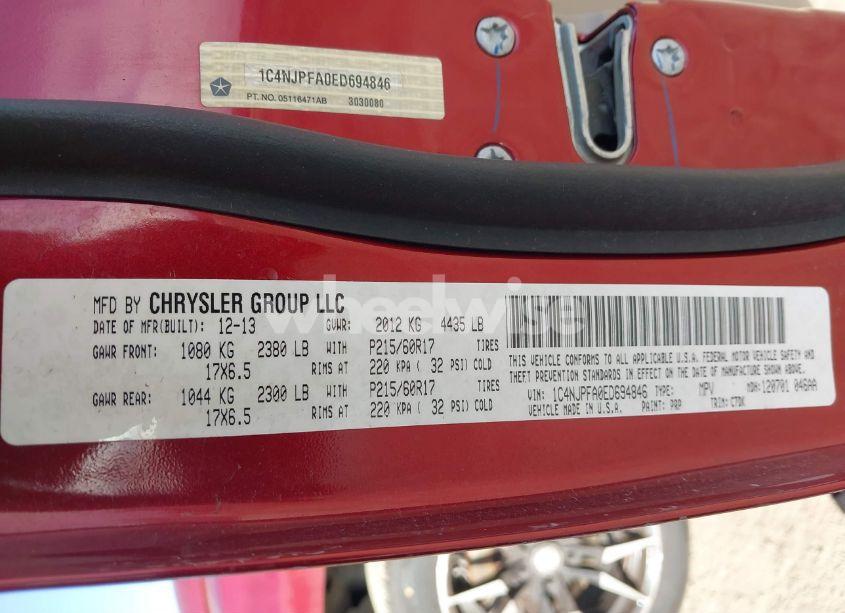 1C4NJPFA0ED694846
PT. NO. 05116471AB 3030080
MFD BY CHRYSLER GROUP LLC
DATE OF MFR(BUILT): 12-13 GVWR: 2012 KG 4435 LB
GAWR FRONT: 1080 KG 2380 LB WITH P215/60R17 TIRES
17X6.5 RIMS AT 220 KPA ( 32 PSI) COLD
GAWR REAR: 1044 KG 2300 LB WITH P215/60R17 TIRES
17X6.5 RIMS AT 220 KPA ( 32 PSI) COLD
THIS VEHICLE CONFORMS TO ALL APPLICABLE U.S.A. FEDERAL MOTOR VEHICLE SAFETY AND
THEFT PREVENTION STANDARDS IN EFFECT ON THE DATE OF MANUFACTURE SHOWN ABOVE.
VIN: 1C4NJPFA0ED694846 TYPE: MPV MDH: 120701 046AA
VEHICLE MADE IN U.S.A. PAINT: PRP TRIM: CTDK
wheelwise